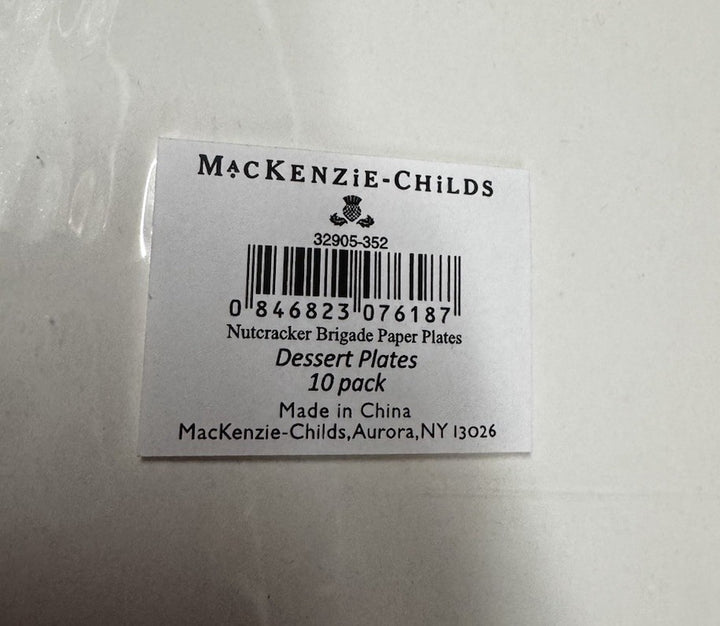 MACKENZiE-CHiLDS
32905-352
0 846823 076187
Nutcracker Brigade Paper Plates
Dessert Plates
10 pack
Made in China
MacKenzie-Childs,Aurora,NY 13026